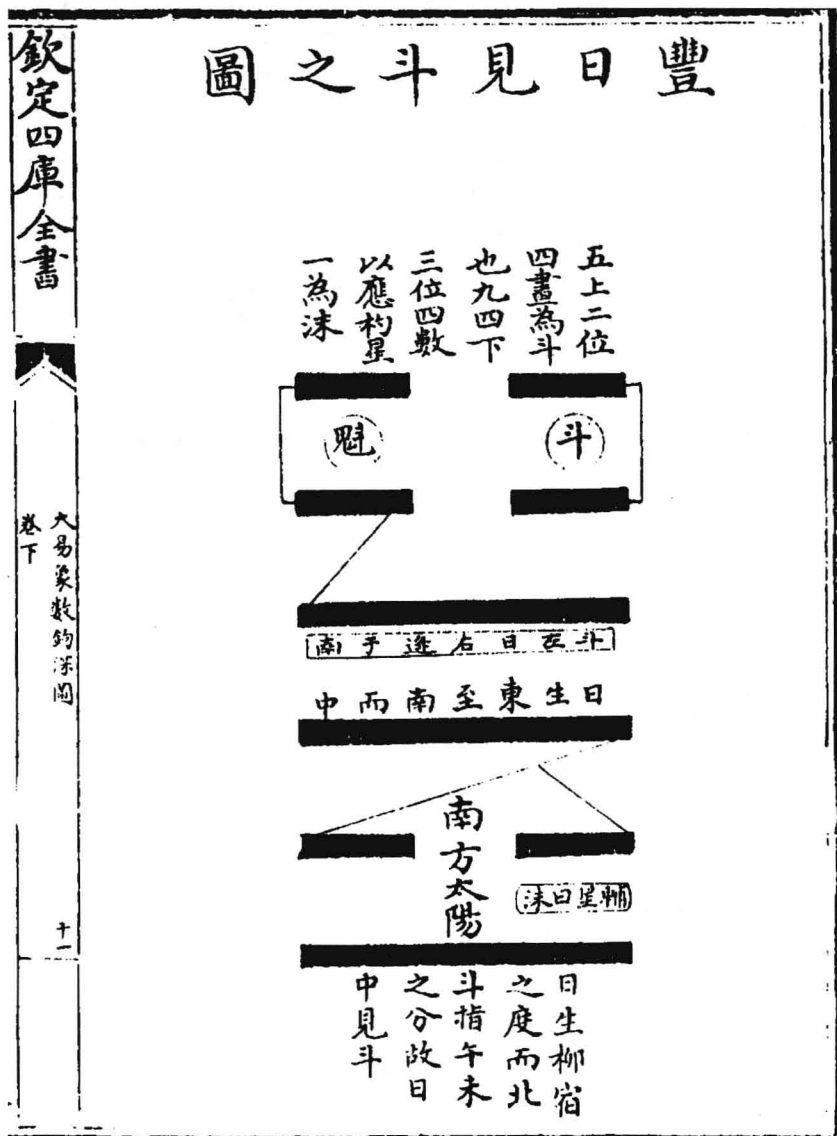 豐日見斗之圖
五上二位
四畫為斗
也九四下
三位四數
以應杓星
一為沬
斗
魁
斗在日右逐乎南
日生東至南而中
南方太陽
輔星曰沬
日生柳宿
之度而北
斗指午未
之分故日
中見斗
欽定四庫全書
大易象數鈎深圖
卷下
十一